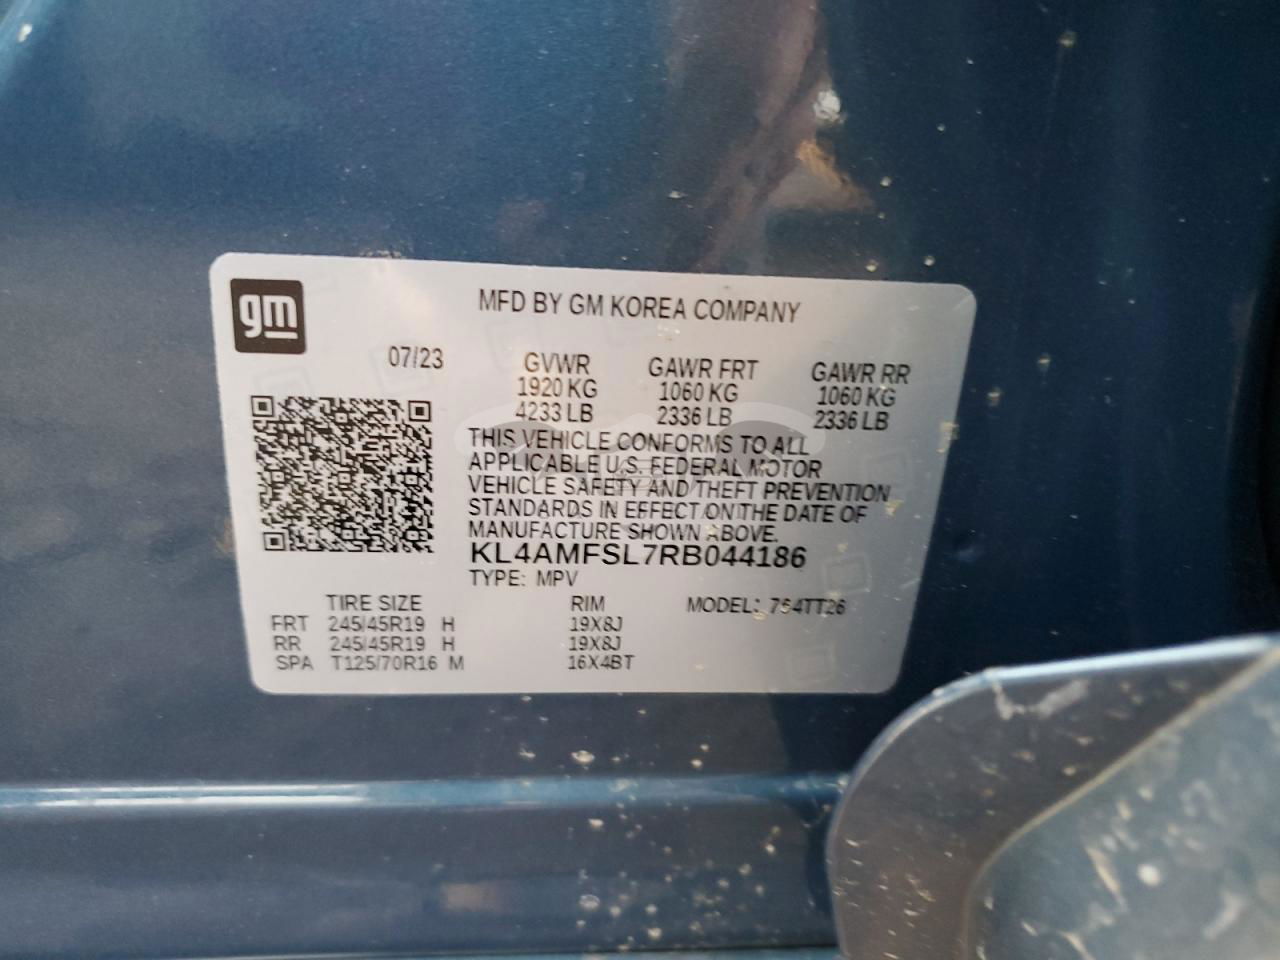 gm
MFD BY GM KOREA COMPANY
07/23 GVWR GAWR FRT GAWR RR
1920 KG 1060 KG 1060 KG
4233 LB 2336 LB 2336 LB
THIS VEHICLE CONFORMS TO ALL
APPLICABLE U.S. FEDERAL MOTOR
VEHICLE SAFETY AND THEFT PREVENTION
STANDARDS IN EFFECT ON THE DATE OF
MANUFACTURE SHOWN ABOVE.
KL4AMFSL7RB044186
TYPE: MPV
TIRE SIZE RIM MODEL:
FRT 245/45R19 H 19X8J
RR 245/45R19 H 19X8J
SPA T125/70R16 M 16X4BT